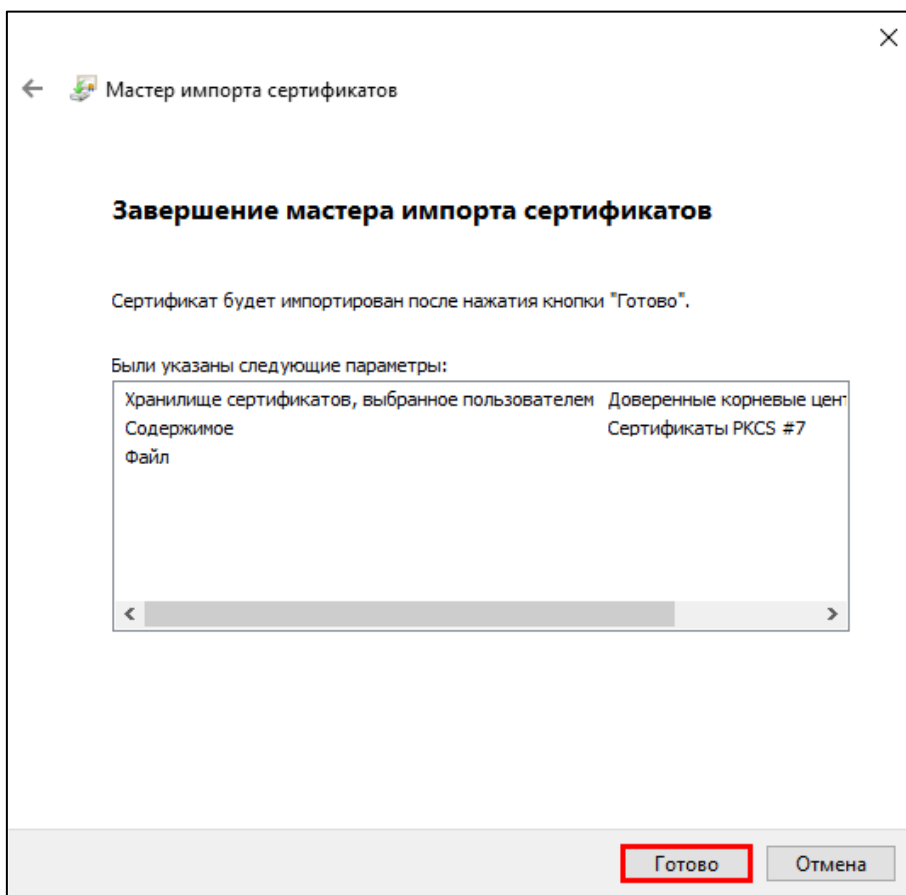 Мастер импорта сертификатов
Завершение мастера импорта сертификатов
Сертификат будет импортирован после нажатия кнопки "Готово".
Были указаны следующие параметры:
Хранилище сертификатов, выбранное пользователем Доверенные корневые цен
Содержимое Сертификаты PKCS #7
Файл
Готово Отмена